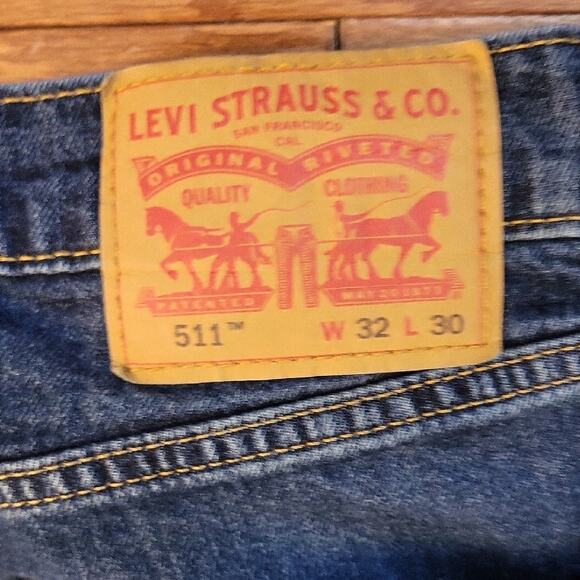 LEVI STRAUSS & CO.
SAN FRANCISCO
CAL
ORIGINAL RIVETED
QUALITY CLOTHING
PATENTED MAY 20 1873
511™ W 32 L 30